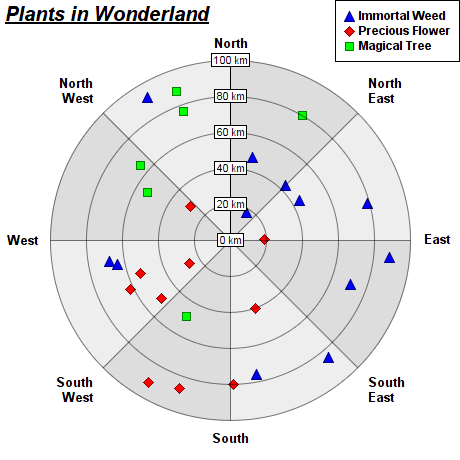 Plants in Wonderland
Immortal Weed
Precious Flower
Magical Tree
North
100 km
North
West
North
East
80 km
60 km
40 km
20 km
West
0 km
East
South
West
South
East
South